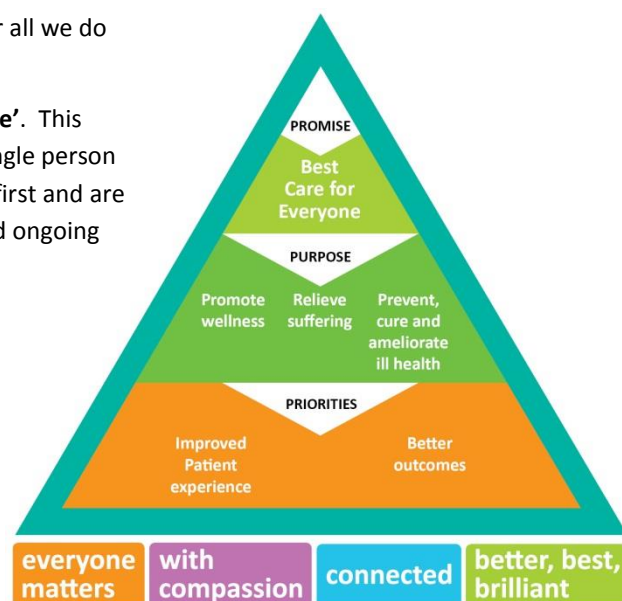 all we do
e’. This
ngle person
first and are
d ongoing
PROMISE
Best
Care for
Everyone
PURPOSE
Promote
wellness
Relieve
suffering
Prevent,
cure and
ameliorate
ill health
PRIORITIES
Improved
Patient
experience
Better
outcomes
everyone
matters
with
compassion
connected
better, best,
brilliant